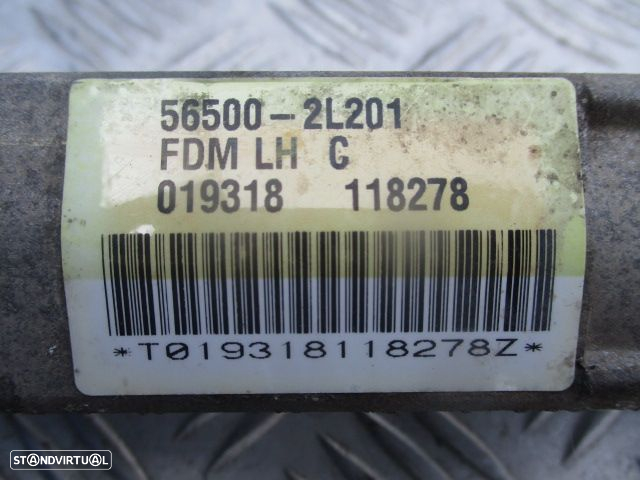 56500-2L201
FDM LH C
019318 118278
*T019318118278Z*
STANDVIRTUAL